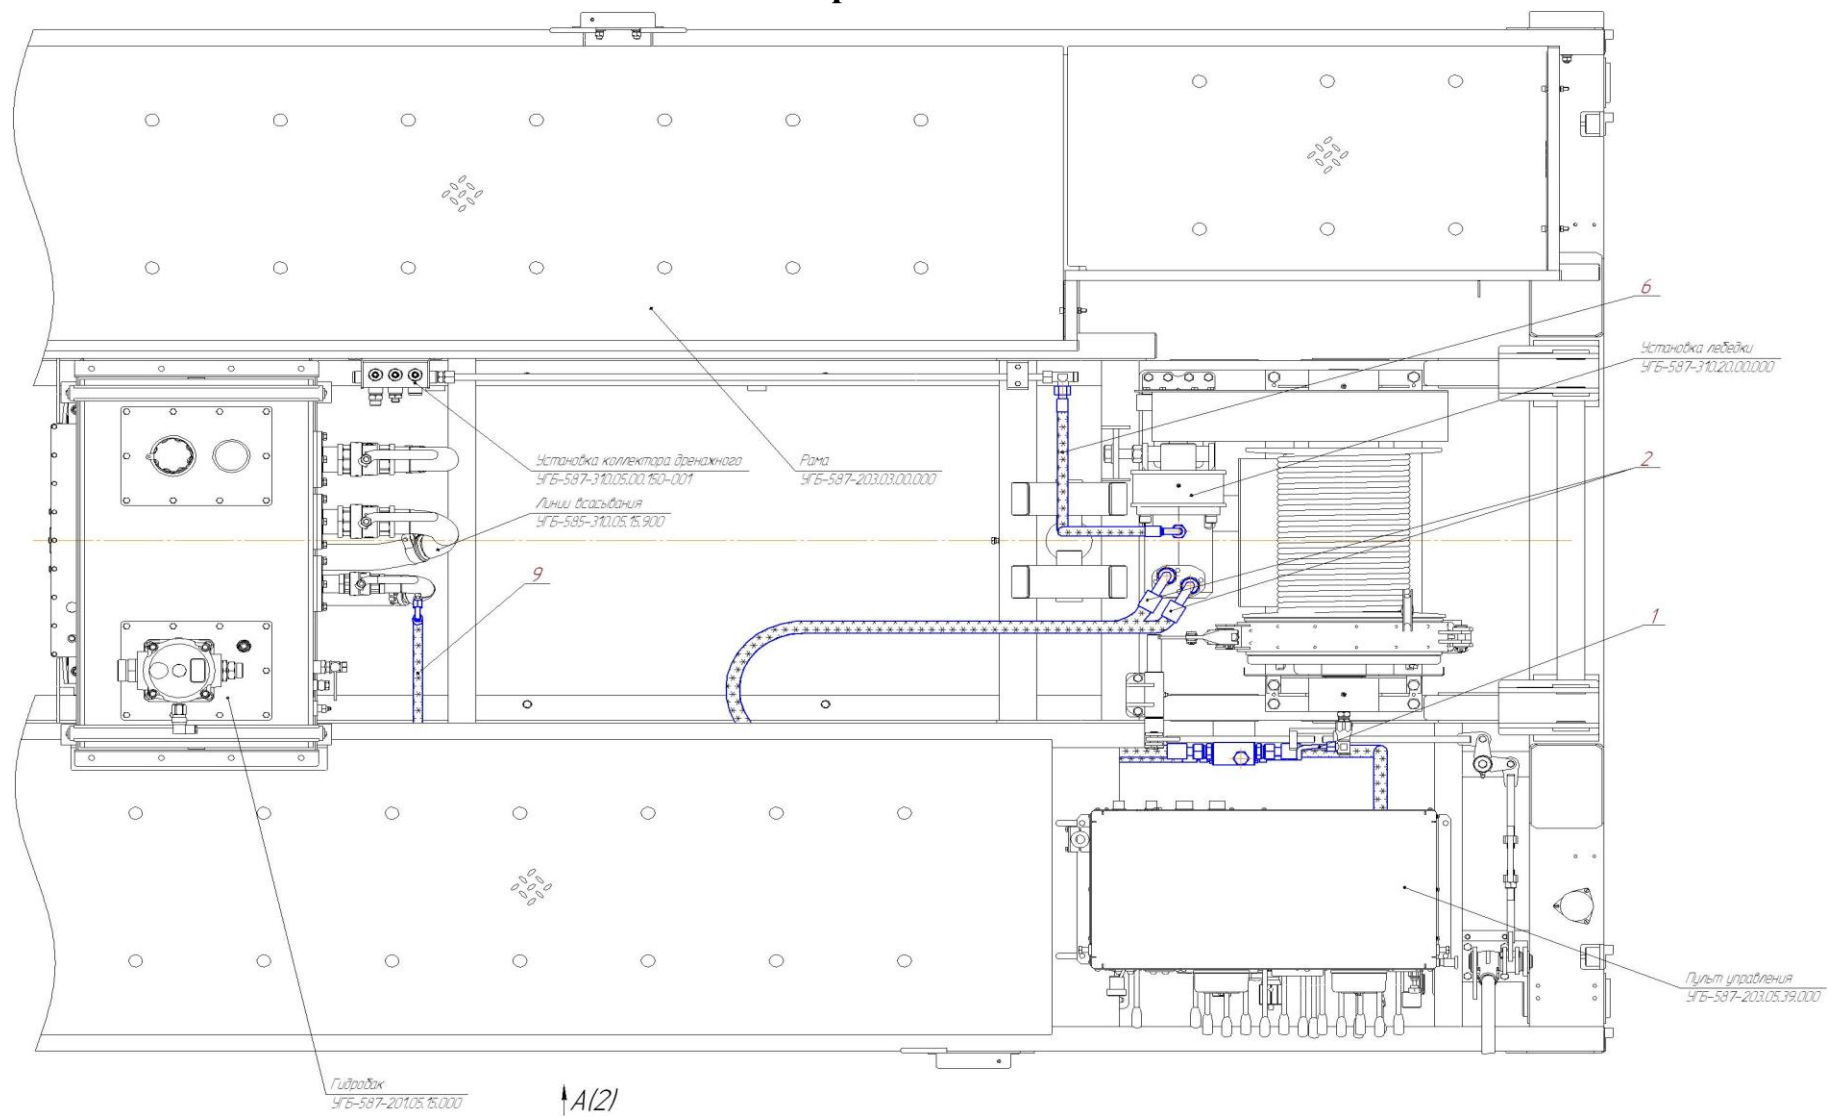 6
Установка лебедки
УГБ-587-310.20.00.000
Установка коллектора дренажного
УГБ-587-310.05.00.150-001
Рама
УГБ-587-203.03.00.000
2
Линии всасывания
УГБ-585-310.05.15.900
9
1
Пульт управления
УГБ-587-203.05.39.000
Гидробак
УГБ-587-201.05.15.000
А(2)